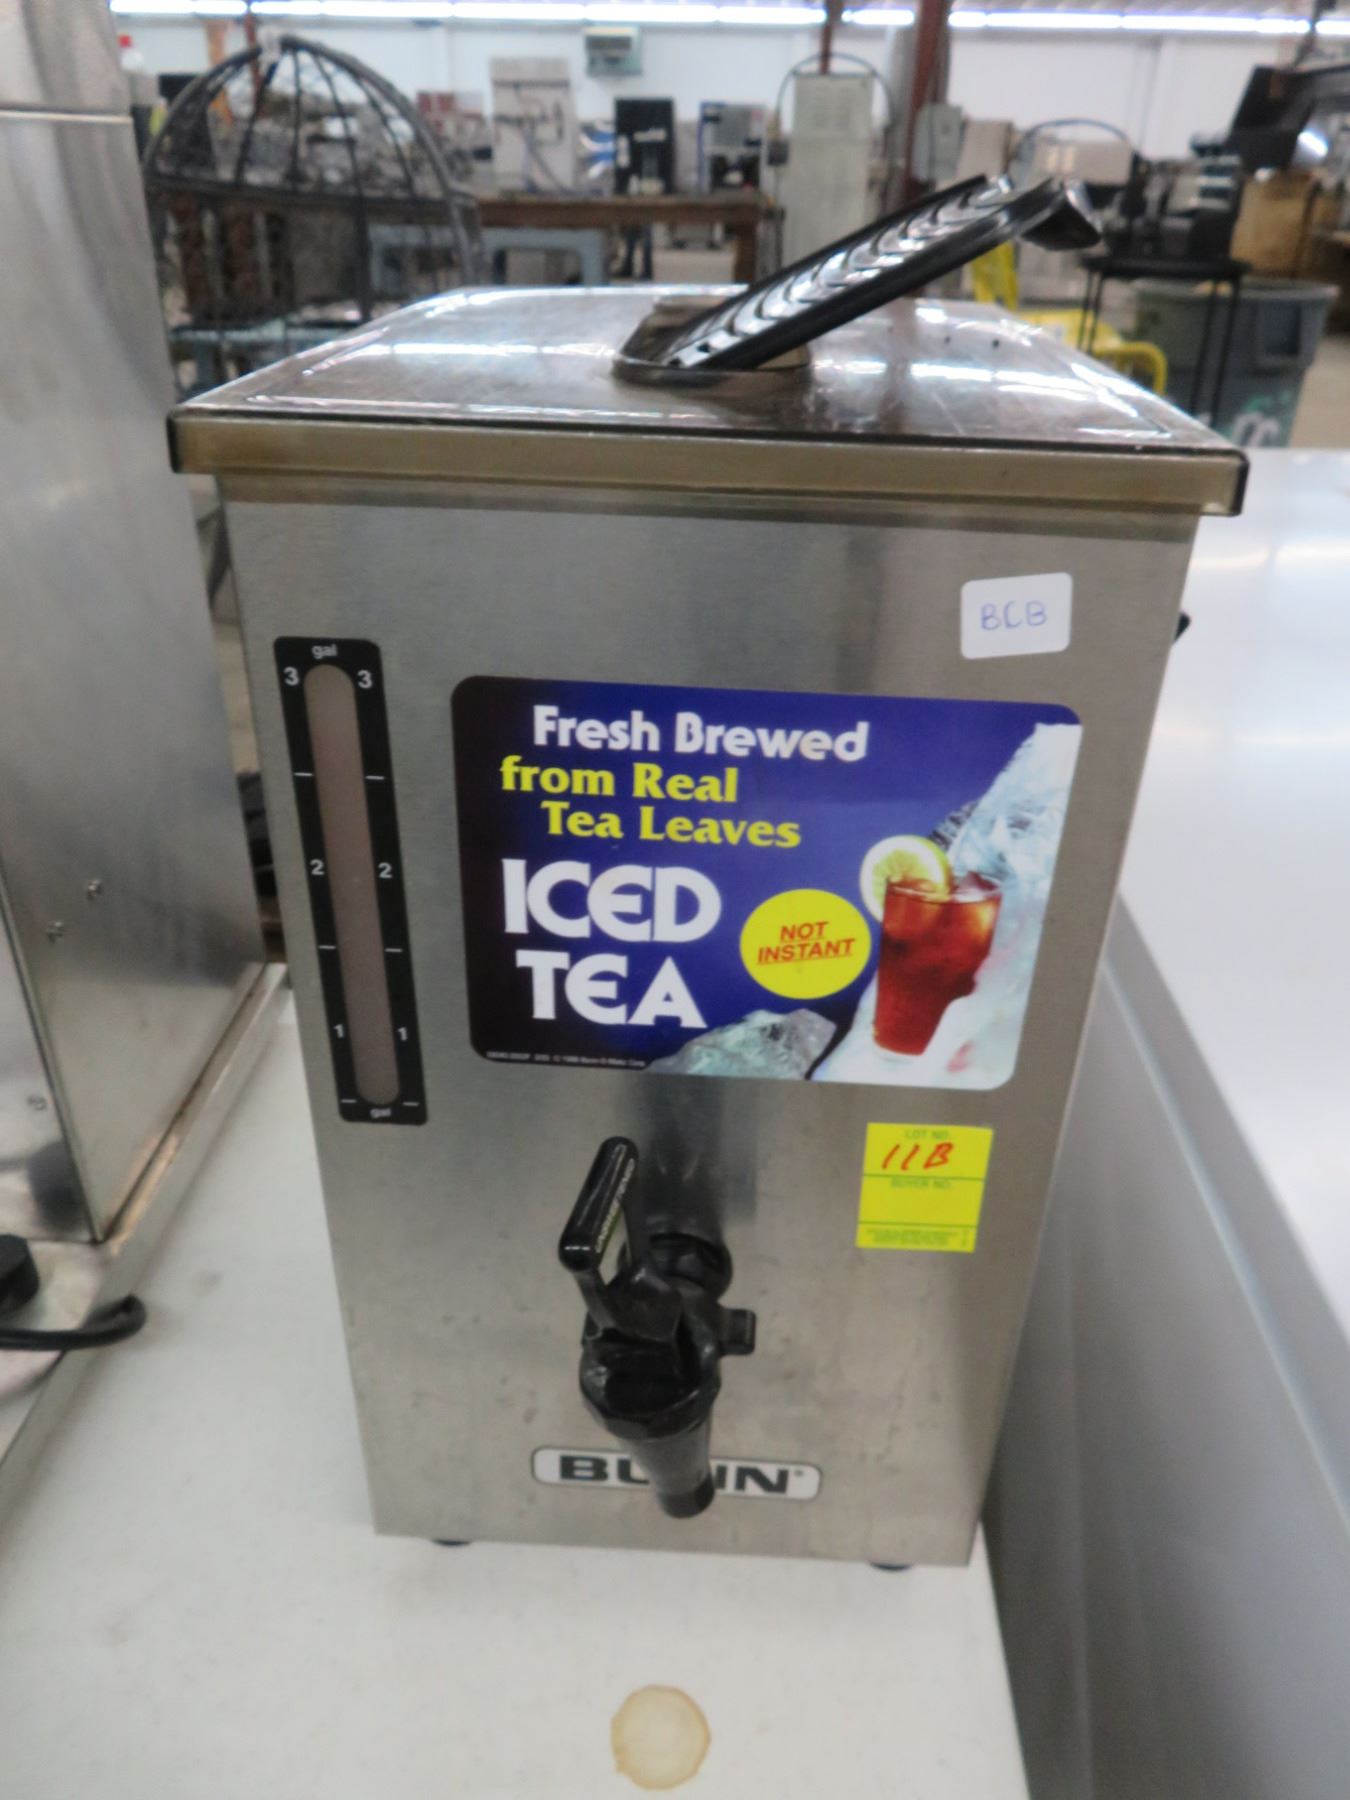 BCB
gal
3 3
2 2
1 1
gal
Fresh Brewed
from Real
Tea Leaves
ICED
TEA
NOT
INSTANT
LOT NO.
11B
BUYER NO.
BUNN